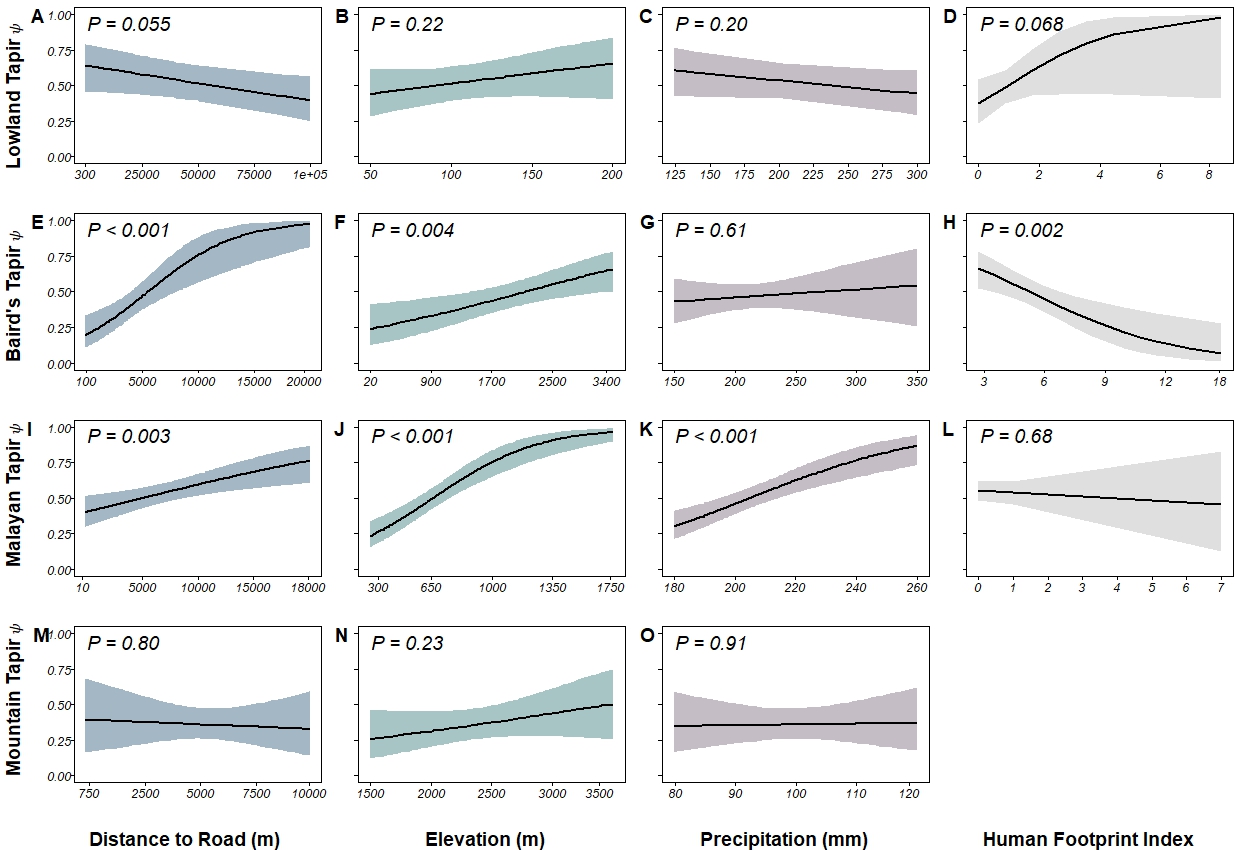 A P = 0.055 B P = 0.22 C P = 0.20 D P = 0.068
Lowland Tapir ψ
1.00
0.75
0.50
0.25
0.00
300 25000 50000 75000 1e+05 50 100 150 200 125 150 175 200 225 250 275 300 0 2 4 6 8
E P < 0.001 F P = 0.004 G P = 0.61 H P = 0.002
Baird's Tapir ψ
1.00
0.75
0.50
0.25
0.00
100 5000 10000 15000 20000 20 900 1700 2500 3400 150 200 250 300 350 3 6 9 12 18
I P = 0.003 J P < 0.001 K P < 0.001 L P = 0.68
Malayan Tapir ψ
1.00
0.75
0.50
0.25
0.00
10 5000 10000 15000 18000 300 650 1000 1350 1750 180 200 220 240 260 0 1 2 3 4 5 6 7
M P = 0.80 N P = 0.23 O P = 0.91
Mountain Tapir ψ
1.00
0.75
0.50
0.25
0.00
750 2500 5000 7500 10000 1500 2000 2500 3000 3500 80 90 100 110 120
Distance to Road (m) Elevation (m) Precipitation (mm) Human Footprint Index